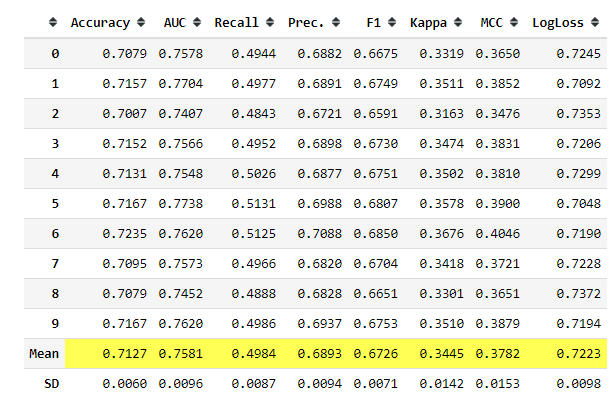 Accuracy AUC Recall Prec. F1 Kappa MCC LogLoss
0 0.7079 0.7578 0.4944 0.6882 0.6675 0.3319 0.3650 0.7245
1 0.7157 0.7704 0.4977 0.6891 0.6749 0.3511 0.3852 0.7092
2 0.7007 0.7407 0.4843 0.6721 0.6591 0.3163 0.3476 0.7353
3 0.7152 0.7566 0.4952 0.6898 0.6730 0.3474 0.3831 0.7206
4 0.7131 0.7548 0.5026 0.6877 0.6751 0.3502 0.3810 0.7299
5 0.7167 0.7738 0.5131 0.6988 0.6807 0.3578 0.3900 0.7048
6 0.7235 0.7620 0.5125 0.7088 0.6850 0.3676 0.4046 0.7190
7 0.7095 0.7573 0.4966 0.6820 0.6704 0.3418 0.3721 0.7228
8 0.7079 0.7452 0.4888 0.6828 0.6651 0.3301 0.3651 0.7372
9 0.7167 0.7620 0.4986 0.6937 0.6753 0.3510 0.3879 0.7194
Mean 0.7127 0.7581 0.4984 0.6893 0.6726 0.3445 0.3782 0.7223
SD 0.0060 0.0096 0.0087 0.0094 0.0071 0.0142 0.0153 0.0098